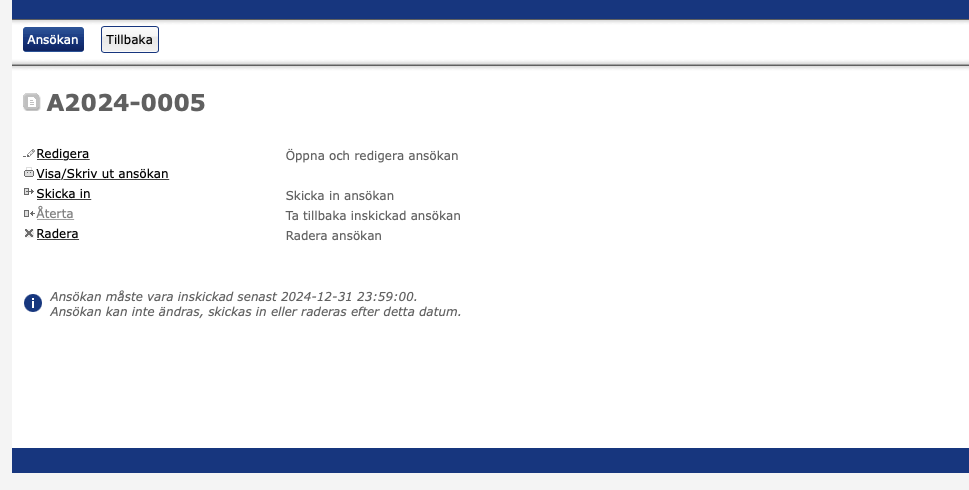 Ansökan Tillbaka
A2024-0005
Redigera Öppna och redigera ansökan
Visa/Skriv ut ansökan
Skicka in Skicka in ansökan
Återta Ta tillbaka inskickad ansökan
Radera Radera ansökan
Ansökan måste vara inskickad senast 2024-12-31 23:59:00.
Ansökan kan inte ändras, skickas in eller raderas efter detta datum.